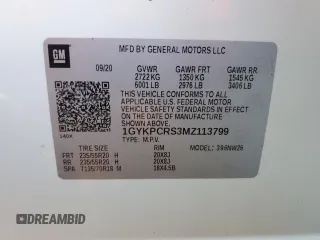 GM
MFD BY GENERAL MOTORS LLC
09/20 GVWR GAWR FRT GAWR RR
2722 KG 1350 KG 1545 KG
6001 LB 2976 LB 3406 LB
THIS VEHICLE CONFORMS TO ALL
APPLICABLE U.S. FEDERAL MOTOR
VEHICLE SAFETY STANDARDS IN
EFFECT ON THE DATE OF
MANUFACTURE SHOWN ABOVE.
1GYKPCRS3MZ113799
TYPE: M.P.V. MODEL:
TIRE SIZE RIM
FRT 235/55R20 H 20X8J
RR 235/55R20 H 20X8J
SPA T135/70R18 M 18X4.5B
DREAMBID